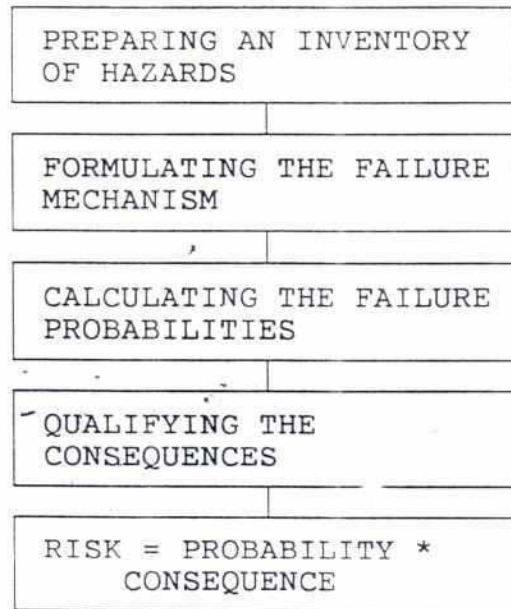 PREPARING AN INVENTORY
OF HAZARDS
FORMULATING THE FAILURE
MECHANISM
CALCULATING THE FAILURE
PROBABILITIES
QUALIFYING THE
CONSEQUENCES
RISK = PROBABILITY *
CONSEQUENCE